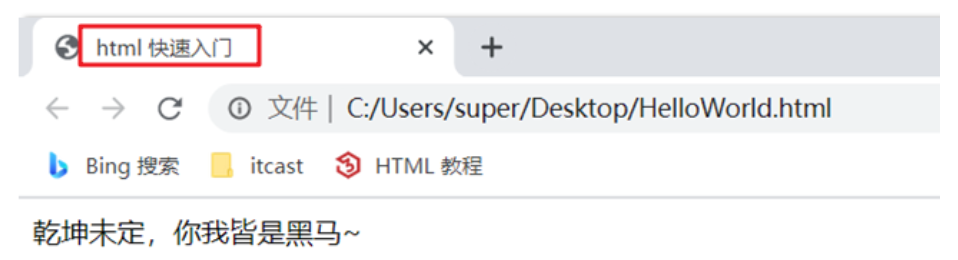 html 快速入门
文件 | C:/Users/super/Desktop/HelloWorld.html
Bing 搜索 itcast HTML 教程
乾坤未定，你我皆是黑马~